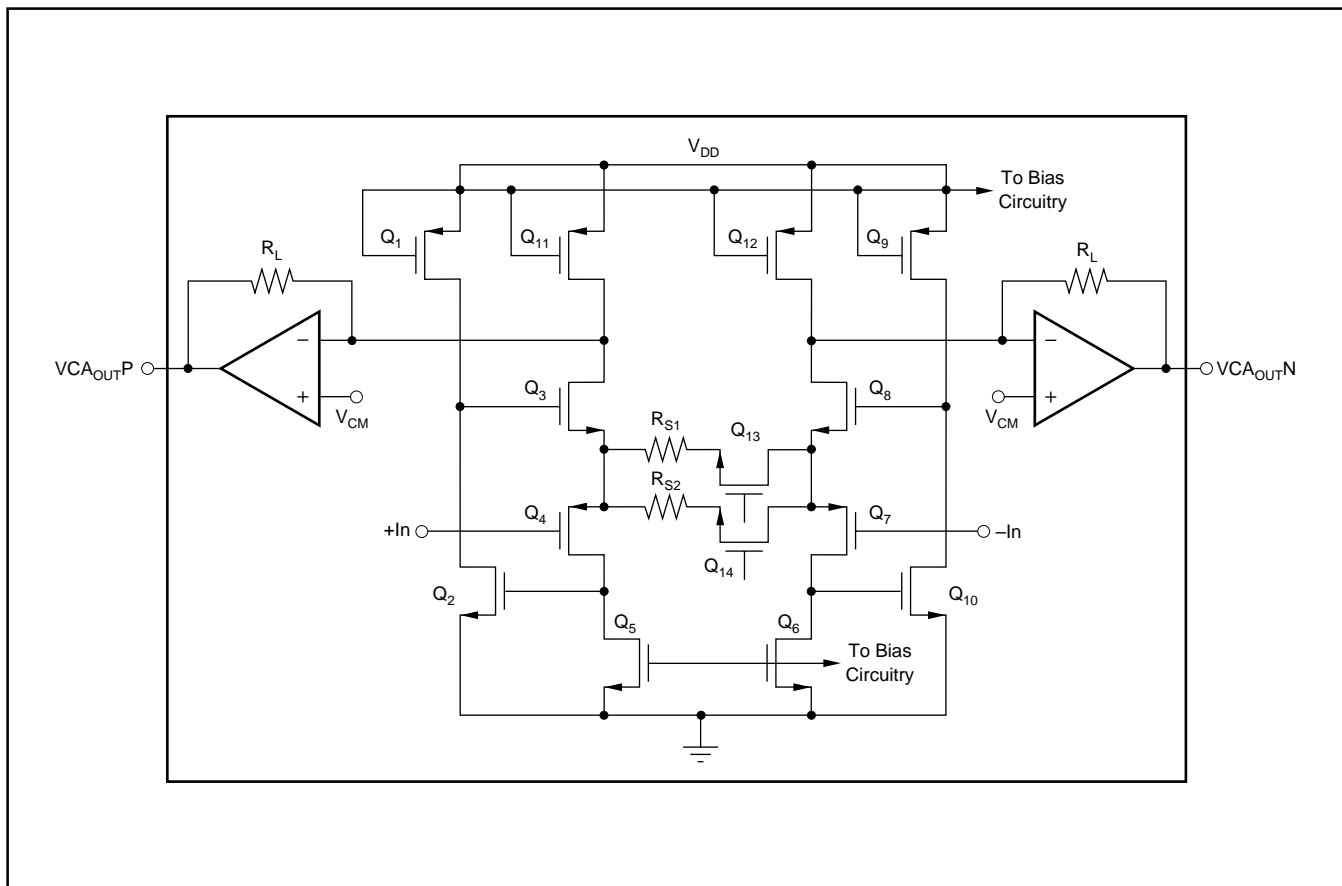 V_DD
To Bias
Circuitry
Q_1
Q_11
Q_12
Q_9
R_L
R_L
−
−
VCA_OUTP
VCA_OUTN
+
V_CM
V_CM
+
Q_3
Q_8
R_S1
Q_13
R_S2
Q_4
Q_7
+In
–In
Q_14
Q_2
Q_10
Q_5
Q_6
To Bias
Circuitry